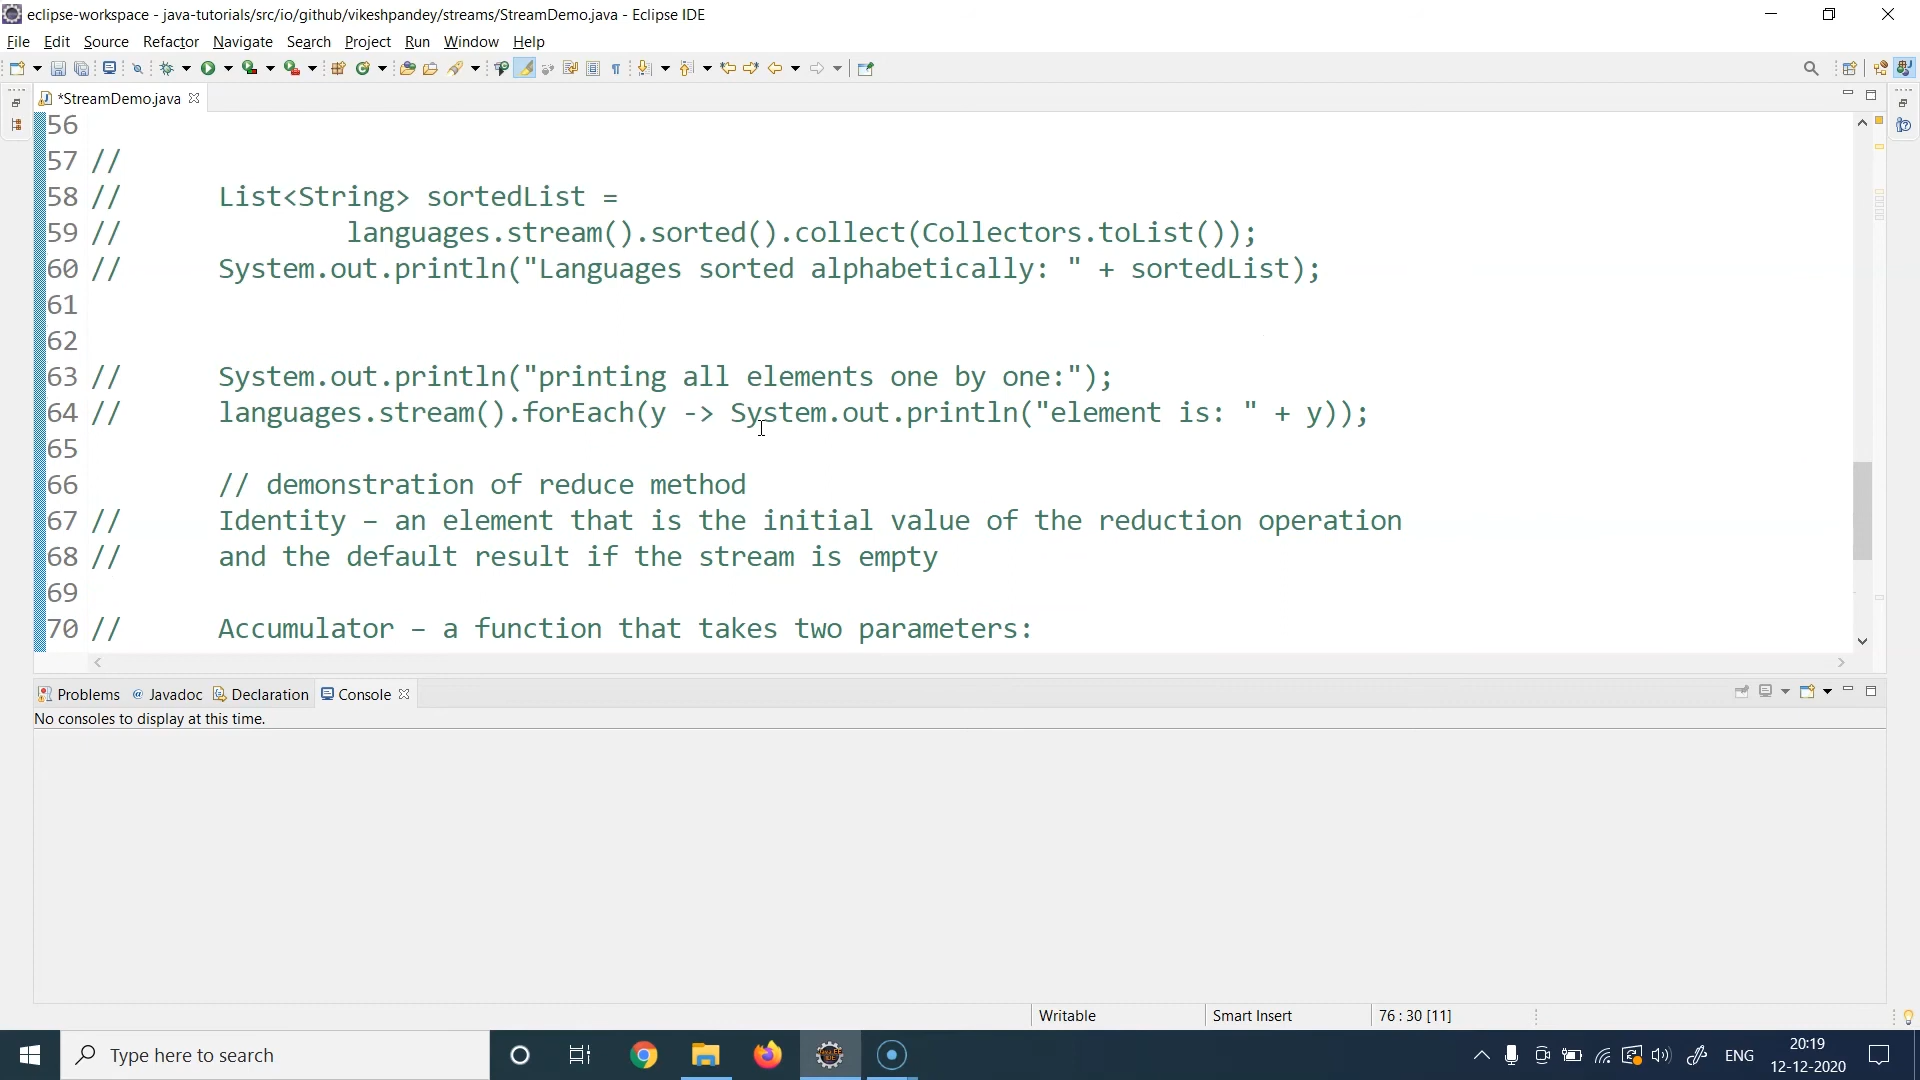 eclipse-workspace - java-tutorials/src/io/github/vikeshpandey/streams/StreamDemo.java - Eclipse IDE
File Edit Source Refactor Navigate Search Project Run Window Help
*StreamDemo.java
56
57 //
58 // List<String> sortedList =
59 // languages.stream().sorted().collect(Collectors.toList());
60 // System.out.println("Languages sorted alphabetically: " + sortedList);
61
62
63 // System.out.println("printing all elements one by one:");
64 // languages.stream().forEach(y -> System.out.println("element is: " + y));
65
66 // demonstration of reduce method
67 // Identity – an element that is the initial value of the reduction operation
68 // and the default result if the stream is empty
69
70 // Accumulator – a function that takes two parameters:
Problems @ Javadoc Declaration Console
No consoles to display at this time.
Writable Smart Insert 76 : 30 [11]
Type here to search
ENG
20:19
12-12-2020